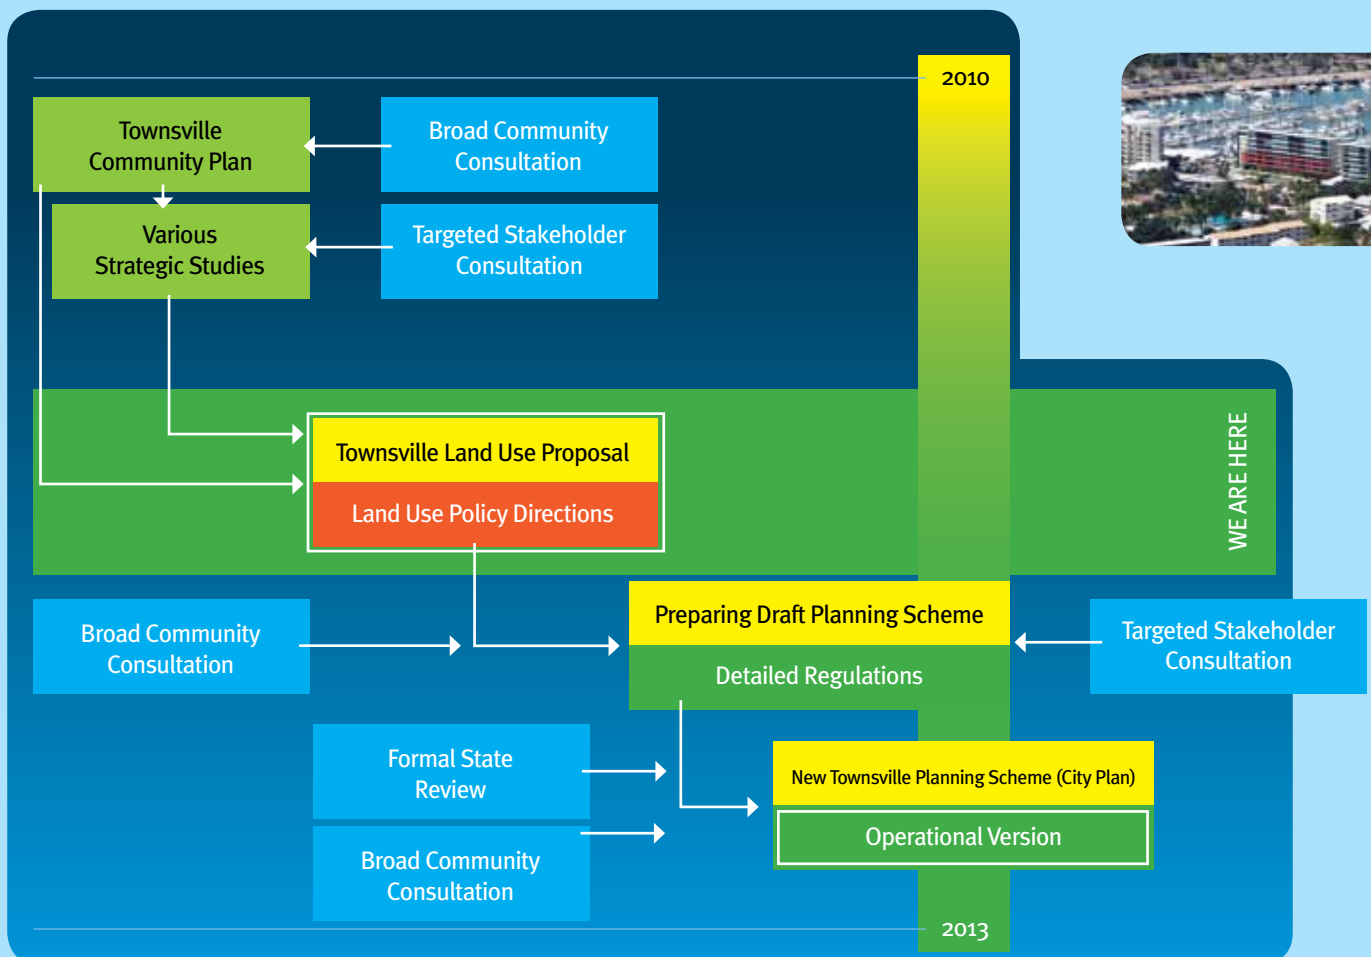 2010
Townsville
Community Plan
Broad Community
Consultation
Various
Strategic Studies
Targeted Stakeholder
Consultation
WE ARE HERE
Townsville Land Use Proposal
Land Use Policy Directions
Preparing Draft Planning Scheme
Detailed Regulations
Broad Community
Consultation
Targeted Stakeholder
Consultation
Formal State
Review
New Townsville Planning Scheme (City Plan)
Operational Version
Broad Community
Consultation
2013